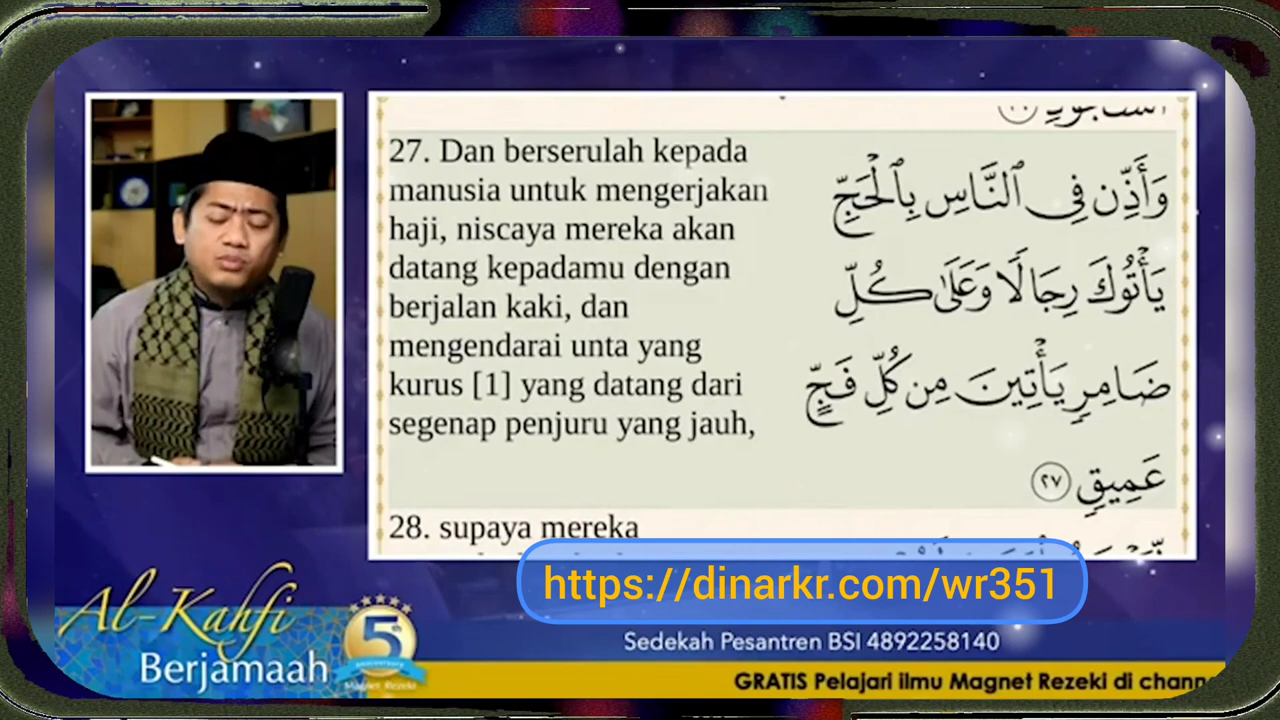 27. Dan berserulah kepada
manusia untuk mengerjakan
haji, niscaya mereka akan
datang kepadamu dengan
berjalan kaki, dan
mengendarai unta yang
kurus [1] yang datang dari
segenap penjuru yang jauh,
وَأَذِّن فِي ٱلنَّاسِ بِٱلْحَجِّ
يَأْتُوكَ رِجَالًا وَعَلَىٰ كُلِّ
ضَامِرٍ يَأْتِينَ مِن كُلِّ فَجٍّ
عَمِيقٍ ٢٧
28. supaya mereka
https://dinarkr.com/wr351
Al-Kahfi
Berjamaah
5th
Magnet Rezeki
Sedekah Pesantren BSI 4892258140
GRATIS Pelajari ilmu Magnet Rezeki di